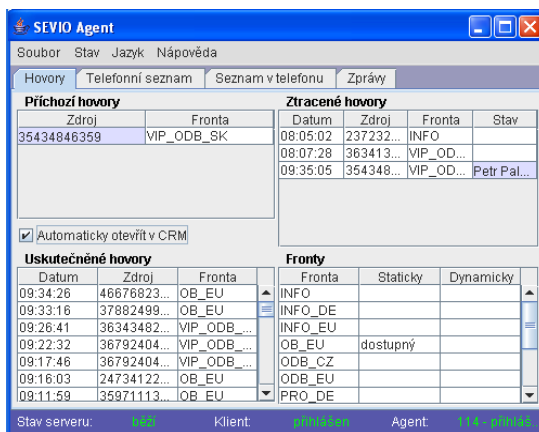 SEVIO Agent
Soubor Stav Jazyk Nápověda
Hovory Telefonní seznam Seznam v telefonu Zprávy
Příchozí hovory
Zdroj Fronta
35434846359 VIP_ODB_SK
Automaticky otevřít v CRM
Ztracené hovory
Datum Zdroj Fronta Stav
08:05:02 237232... INFO
08:07:28 363413... VIP_OD...
09:35:05 354348... VIP_OD... Petr Pal...
Uskutečněné hovory
Datum Zdroj Fronta
09:34:26 46676823... OB_EU
09:33:16 37882499... OB_EU
09:26:41 36343482... VIP_ODB_...
09:22:32 36792404... VIP_ODB_...
09:17:46 36792404... VIP_ODB_...
09:16:03 24734122... OB_EU
09:11:59 35971113... OB_EU
Fronty
Fronta Staticky Dynamicky
INFO
INFO_DE
INFO_EU
OB_EU dostupný
ODB_CZ
ODB_EU
PRO_DE
Stav serveru: běží Klient: přihlášen Agent: 114 - přihláš...